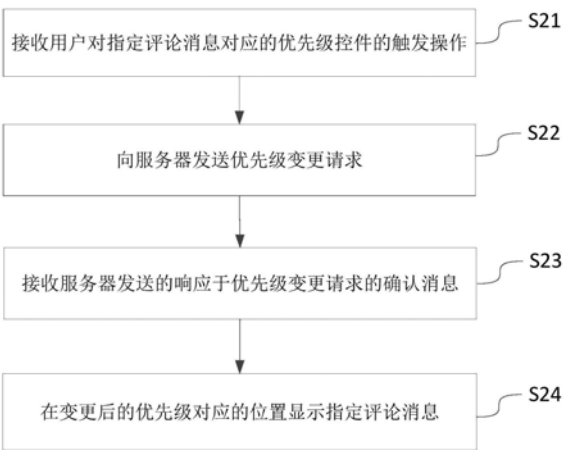 S21
接收用户对指定评论消息对应的优先级控件的触发操作
S22
向服务器发送优先级变更请求
S23
接收服务器发送的响应于优先级变更请求的确认消息
S24
在变更后的优先级对应的位置显示指定评论消息